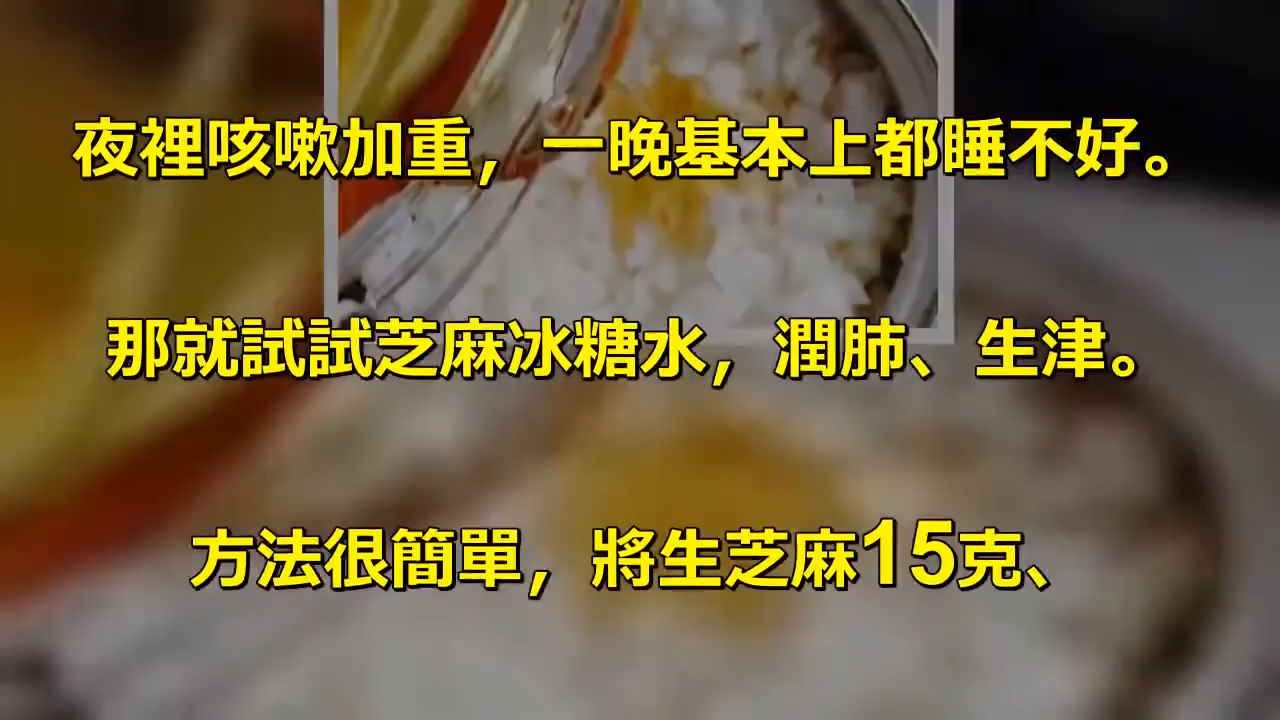 夜裡咳嗽加重，一晚基本上都睡不好。
那就試試芝麻冰糖水，潤肺、生津。
方法很簡單，將生芝麻15克、